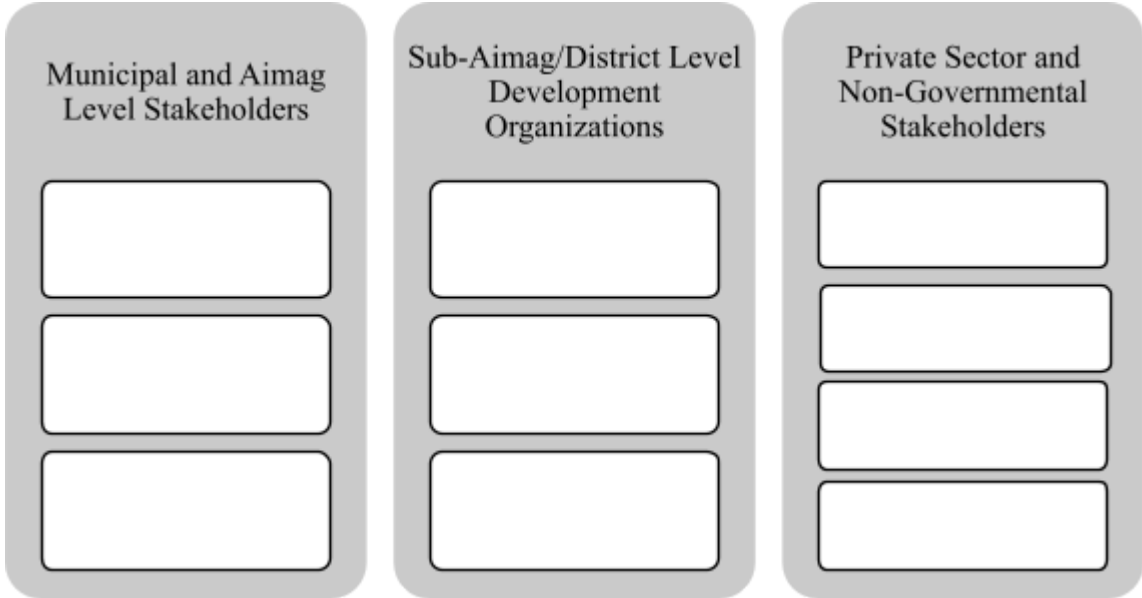 Municipal and Aimag
Level Stakeholders
Sub-Aimag/District Level
Development
Organizations
Private Sector and
Non-Governmental
Stakeholders